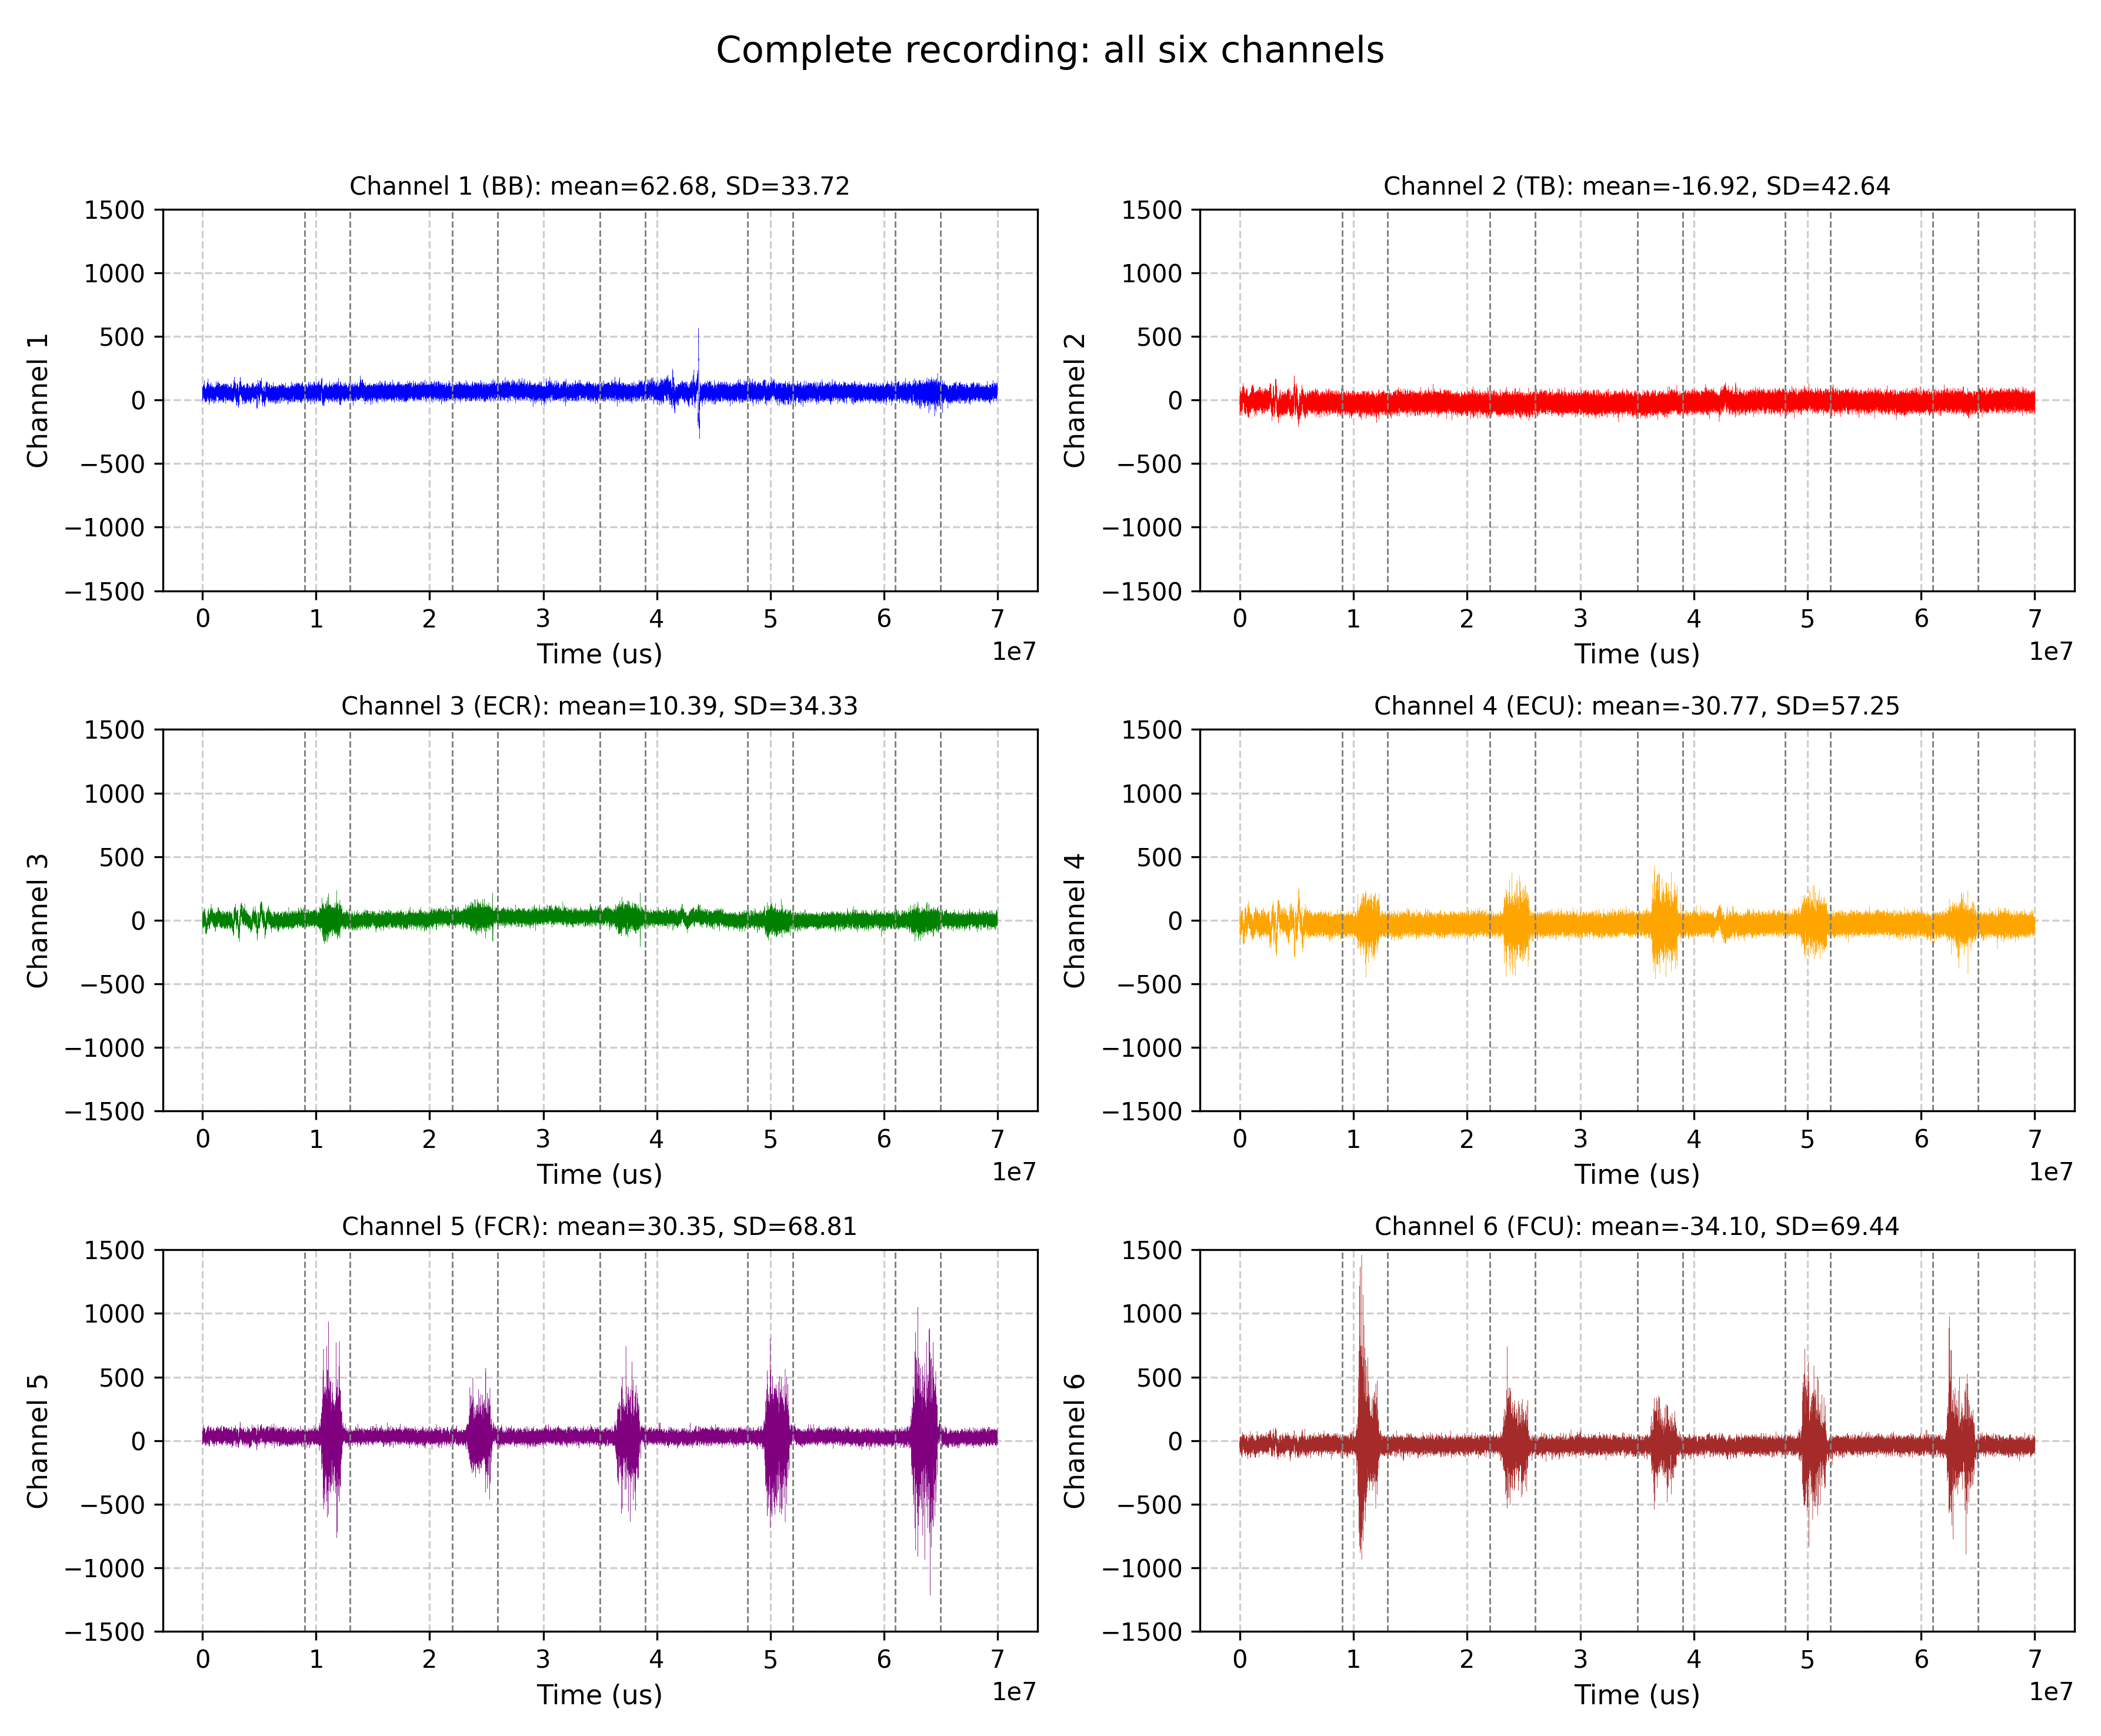 Complete recording: all six channels
Channel 1 (BB): mean=62.68, SD=33.72
1500
1000
500
0
−500
−1000
−1500
Channel 1
0 1 2 3 4 5 6 7
1e7
Time (us)
Channel 2 (TB): mean=-16.92, SD=42.64
1500
1000
500
0
−500
−1000
−1500
Channel 2
0 1 2 3 4 5 6 7
1e7
Time (us)
Channel 3 (ECR): mean=10.39, SD=34.33
1500
1000
500
0
−500
−1000
−1500
Channel 3
0 1 2 3 4 5 6 7
1e7
Time (us)
Channel 4 (ECU): mean=-30.77, SD=57.25
1500
1000
500
0
−500
−1000
−1500
Channel 4
0 1 2 3 4 5 6 7
1e7
Time (us)
Channel 5 (FCR): mean=30.35, SD=68.81
1500
1000
500
0
−500
−1000
−1500
Channel 5
0 1 2 3 4 5 6 7
1e7
Time (us)
Channel 6 (FCU): mean=-34.10, SD=69.44
1500
1000
500
0
−500
−1000
−1500
Channel 6
0 1 2 3 4 5 6 7
1e7
Time (us)